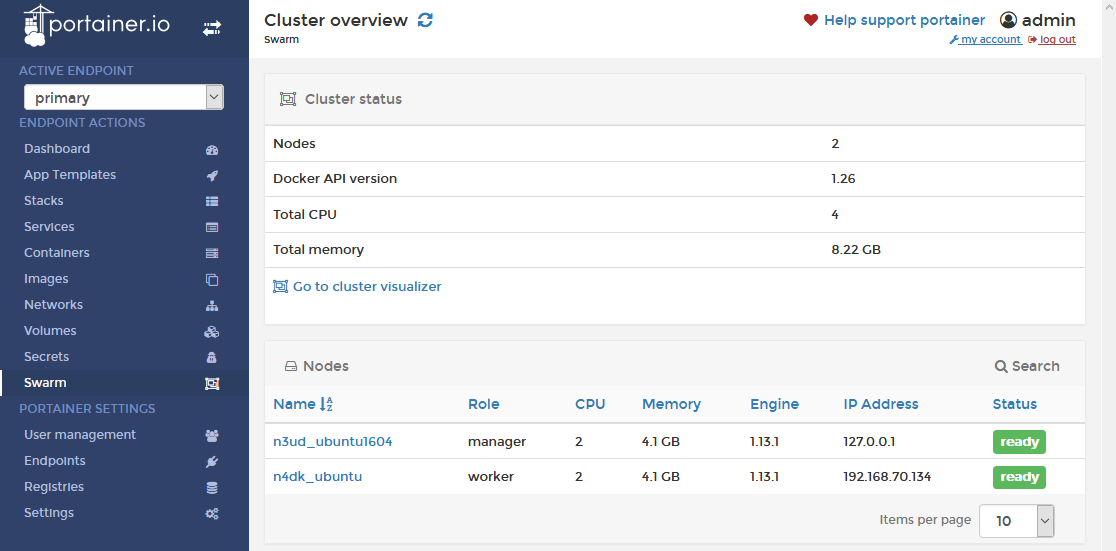 portainer.io
ACTIVE ENDPOINT
primary
ENDPOINT ACTIONS
Dashboard
App Templates
Stacks
Services
Containers
Images
Networks
Volumes
Secrets
Swarm
PORTAINER SETTINGS
User management
Endpoints
Registries
Settings
Cluster overview
Swarm
Help support portainer admin
my account log out
Cluster status
Nodes 2
Docker API version 1.26
Total CPU 4
Total memory 8.22 GB
Go to cluster visualizer
Nodes Search
Name Role CPU Memory Engine IP Address Status
n3ud_ubuntu1604 manager 2 4.1 GB 1.13.1 127.0.0.1 ready
n4dk_ubuntu worker 2 4.1 GB 1.13.1 192.168.70.134 ready
Items per page 10